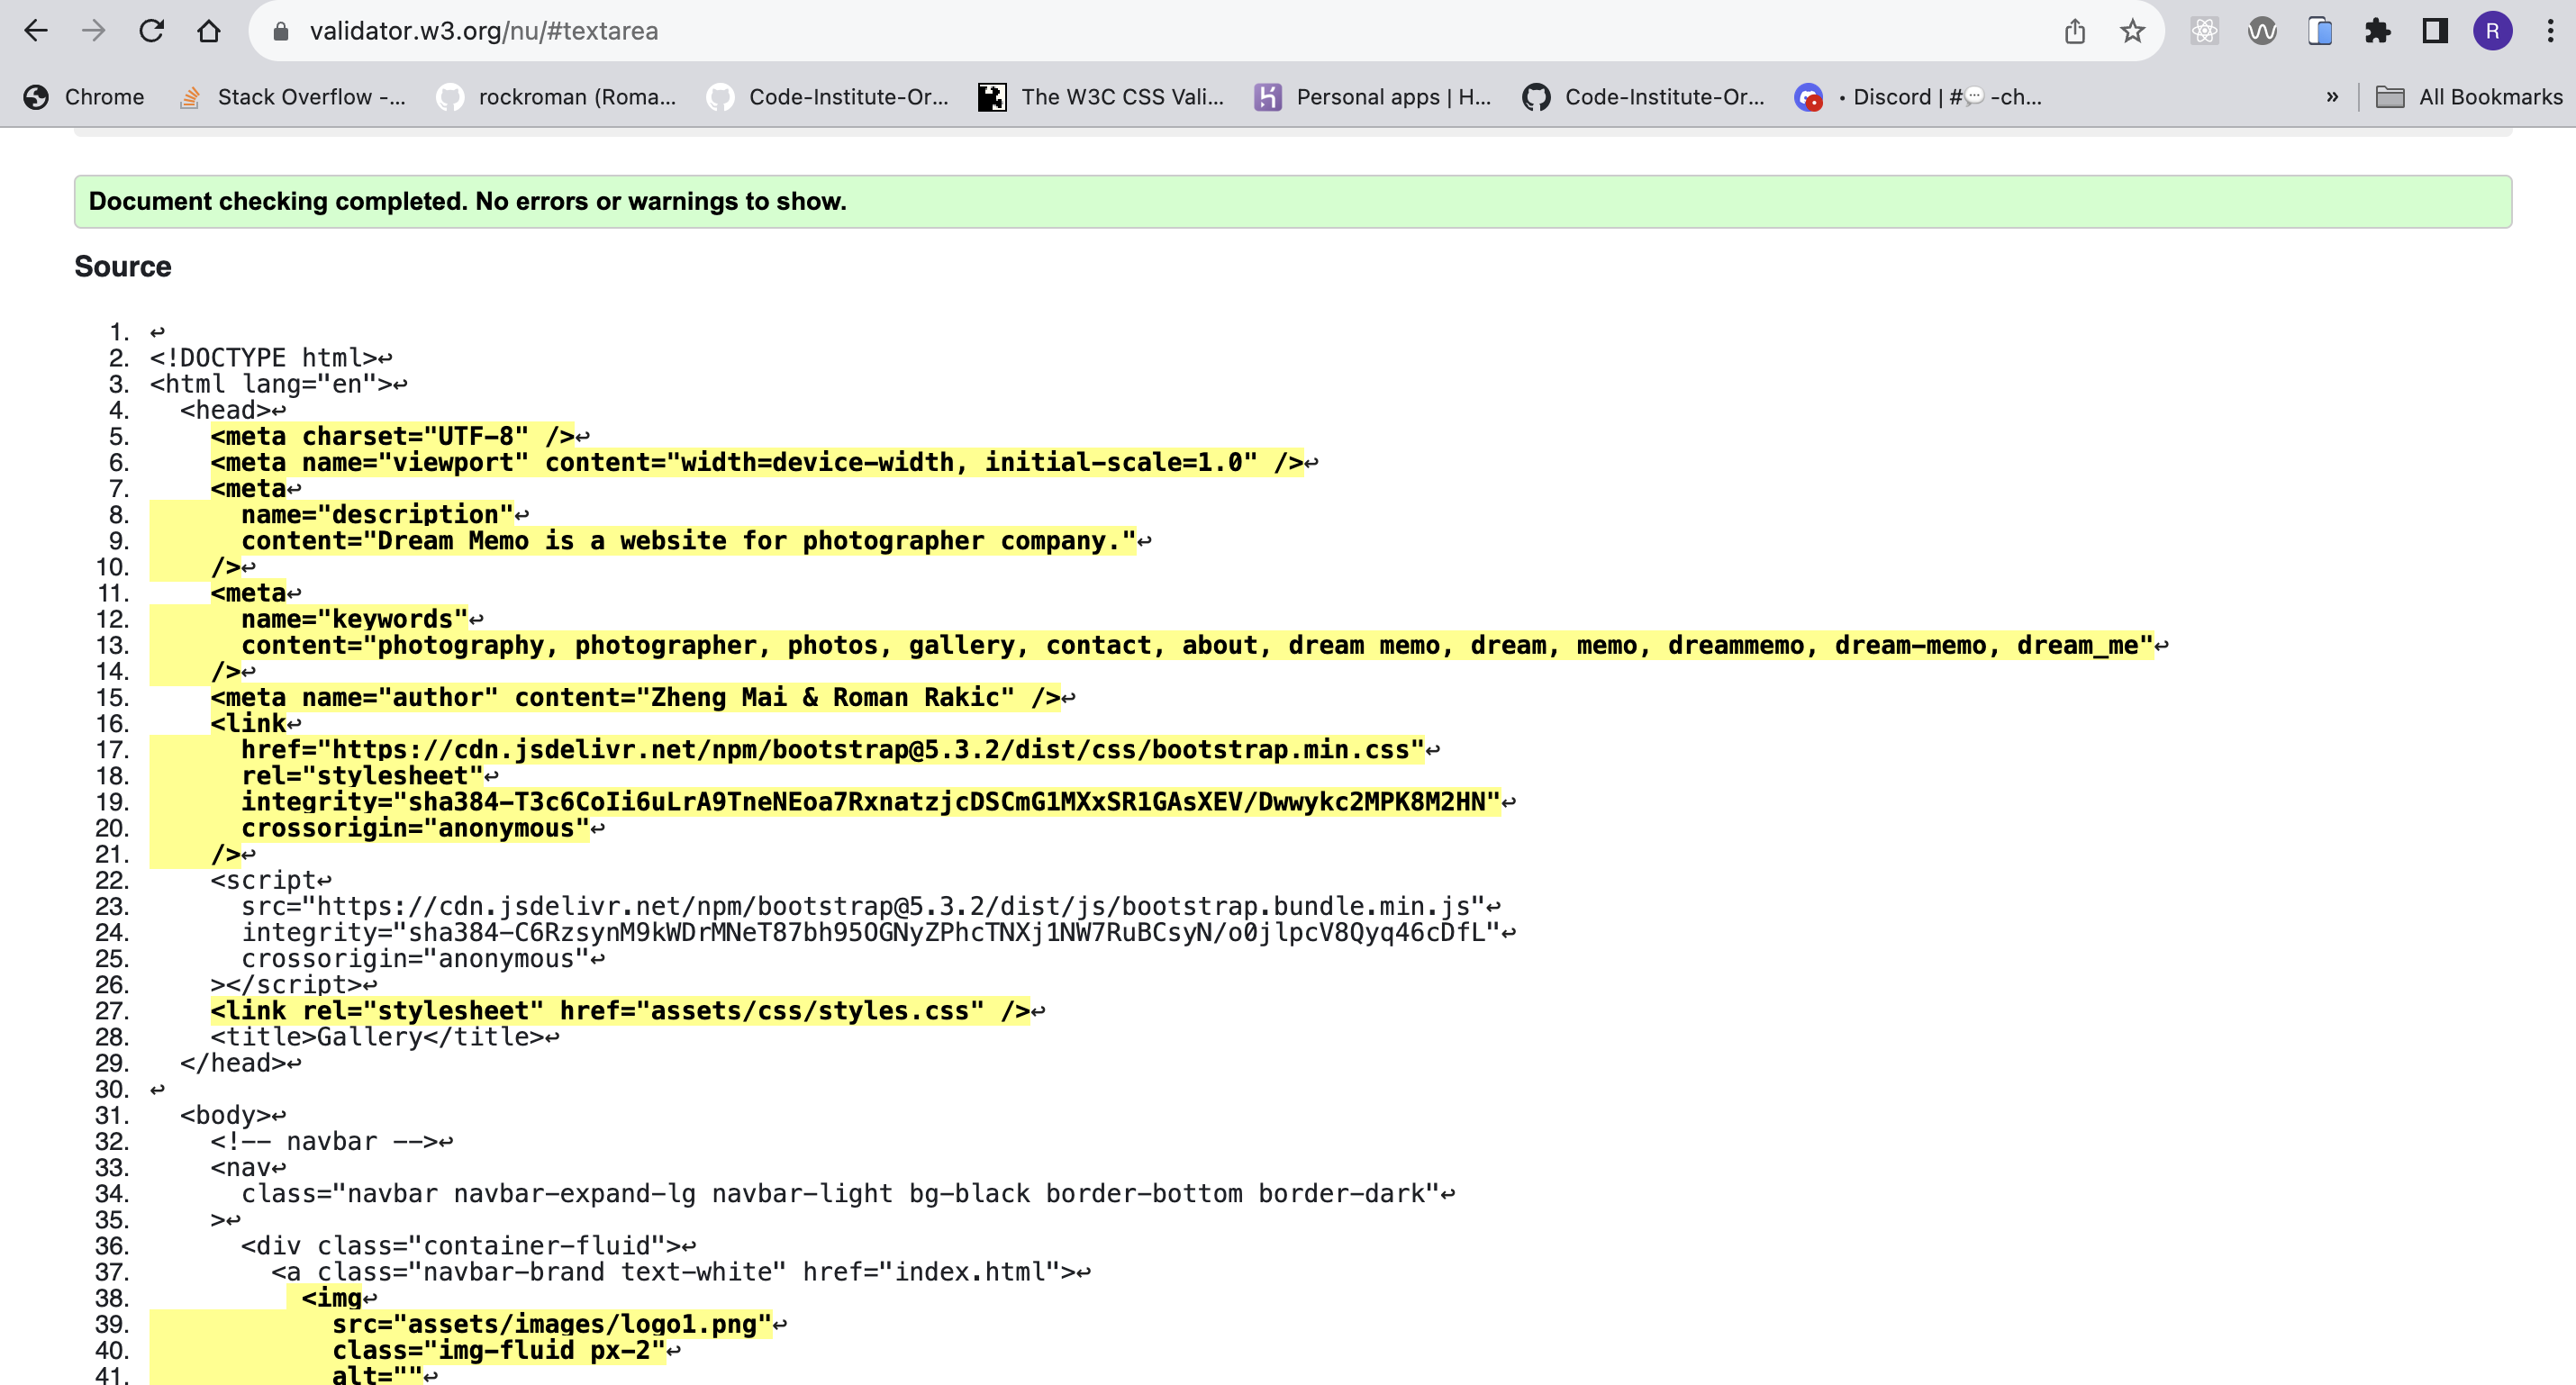 validator.w3.org/nu/#textarea
R
Chrome
Stack Overflow -...
rockroman (Roma...
Code-Institute-Or...
The W3C CSS Vali...
Personal apps | H...
Code-Institute-Or...
• Discord | #💬 -ch...
»
All Bookmarks
Document checking completed. No errors or warnings to show.
Source
1. ↩
2. <!DOCTYPE html>↩
3. <html lang="en">↩
4. <head>↩
5. <meta charset="UTF-8" />↩
6. <meta name="viewport" content="width=device-width, initial-scale=1.0" />↩
7. <meta↩
8. name="description"↩
9. content="Dream Memo is a website for photographer company."↩
10. />↩
11. <meta↩
12. name="keywords"↩
13. content="photography, photographer, photos, gallery, contact, about, dream memo, dream, memo, dreammemo, dream-memo, dream_me"↩
14. />↩
15. <meta name="author" content="Zheng Mai & Roman Rakic" />↩
16. <link↩
17. href="https://cdn.jsdelivr.net/npm/bootstrap@5.3.2/dist/css/bootstrap.min.css"↩
18. rel="stylesheet"↩
19. integrity="sha384-T3c6CoIi6uLrA9TneNEoa7RxnatzjcDSCmG1MXxSR1GAsXEV/Dwwykc2MPK8M2HN"↩
20. crossorigin="anonymous"↩
21. />↩
22. <script↩
23. src="https://cdn.jsdelivr.net/npm/bootstrap@5.3.2/dist/js/bootstrap.bundle.min.js"↩
24. integrity="sha384-C6RzsynM9kWDrMNeT87bh95OGNyZPhcTNXj1NW7RuBCsyN/o0jlpcV8Qyq46cDfL"↩
25. crossorigin="anonymous"↩
26. ></script>↩
27. <link rel="stylesheet" href="assets/css/styles.css" />↩
28. <title>Gallery</title>↩
29. </head>↩
30. ↩
31. <body>↩
32. <!-- navbar -->↩
33. <nav↩
34. class="navbar navbar-expand-lg navbar-light bg-black border-bottom border-dark"↩
35. >↩
36. <div class="container-fluid">↩
37. <a class="navbar-brand text-white" href="index.html">↩
38. <img↩
39. src="assets/images/logo1.png"↩
40. class="img-fluid px-2"↩
41. alt=""↩